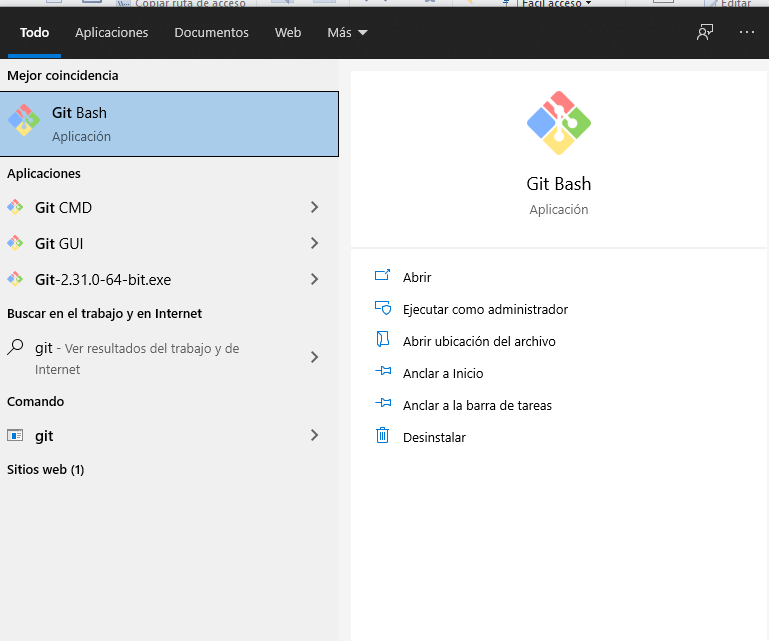 Copiar ruta de acceso
Fácil acceso
Editar
Todo
Aplicaciones
Documentos
Web
Más
Mejor coincidencia
Git Bash
Aplicación
Aplicaciones
Git CMD
Git GUI
Git-2.31.0-64-bit.exe
Buscar en el trabajo y en Internet
git - Ver resultados del trabajo y de
Internet
Comando
git
Sitios web (1)
Git Bash
Aplicación
Abrir
Ejecutar como administrador
Abrir ubicación del archivo
Anclar a Inicio
Anclar a la barra de tareas
Desinstalar